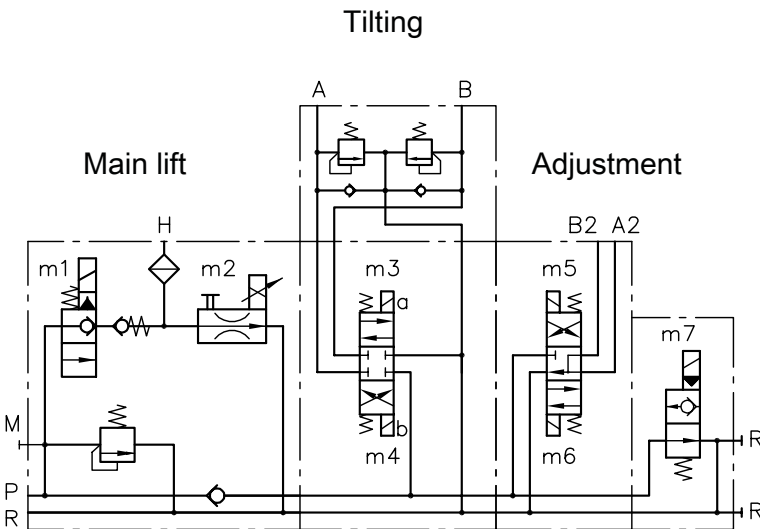 Tilting
A B
Main lift
Adjustment
H
B2 A2
m1
m2
m3
m5
a
m7
M
b
m4
m6
R
P
R
R